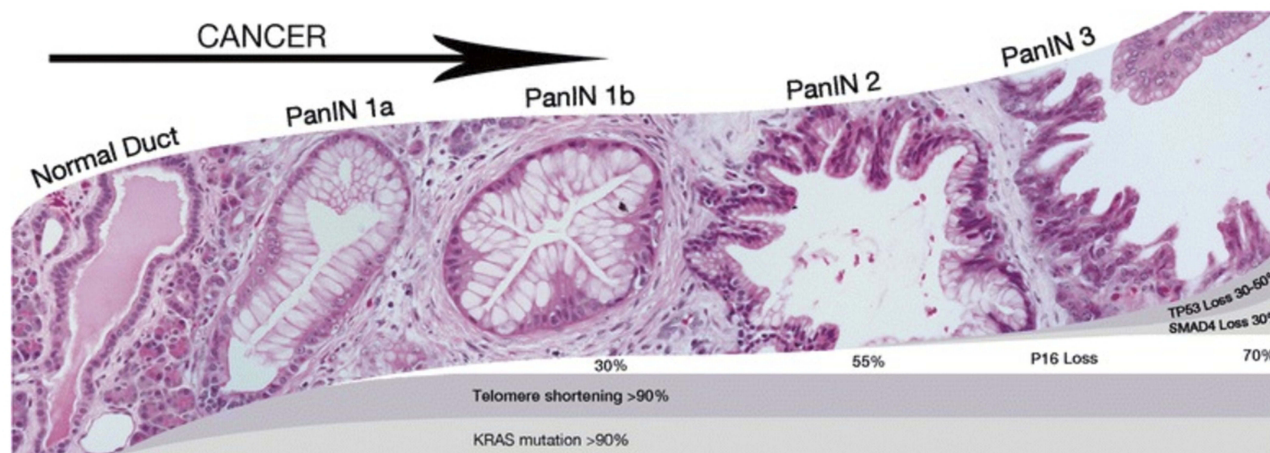 CANCER
Normal Duct
PanIN 1a
PanIN 1b
PanIN 2
PanIN 3
TP53 Loss 30-50%
SMAD4 Loss 30%
30%
55%
P16 Loss
70%
Telomere shortening >90%
KRAS mutation >90%